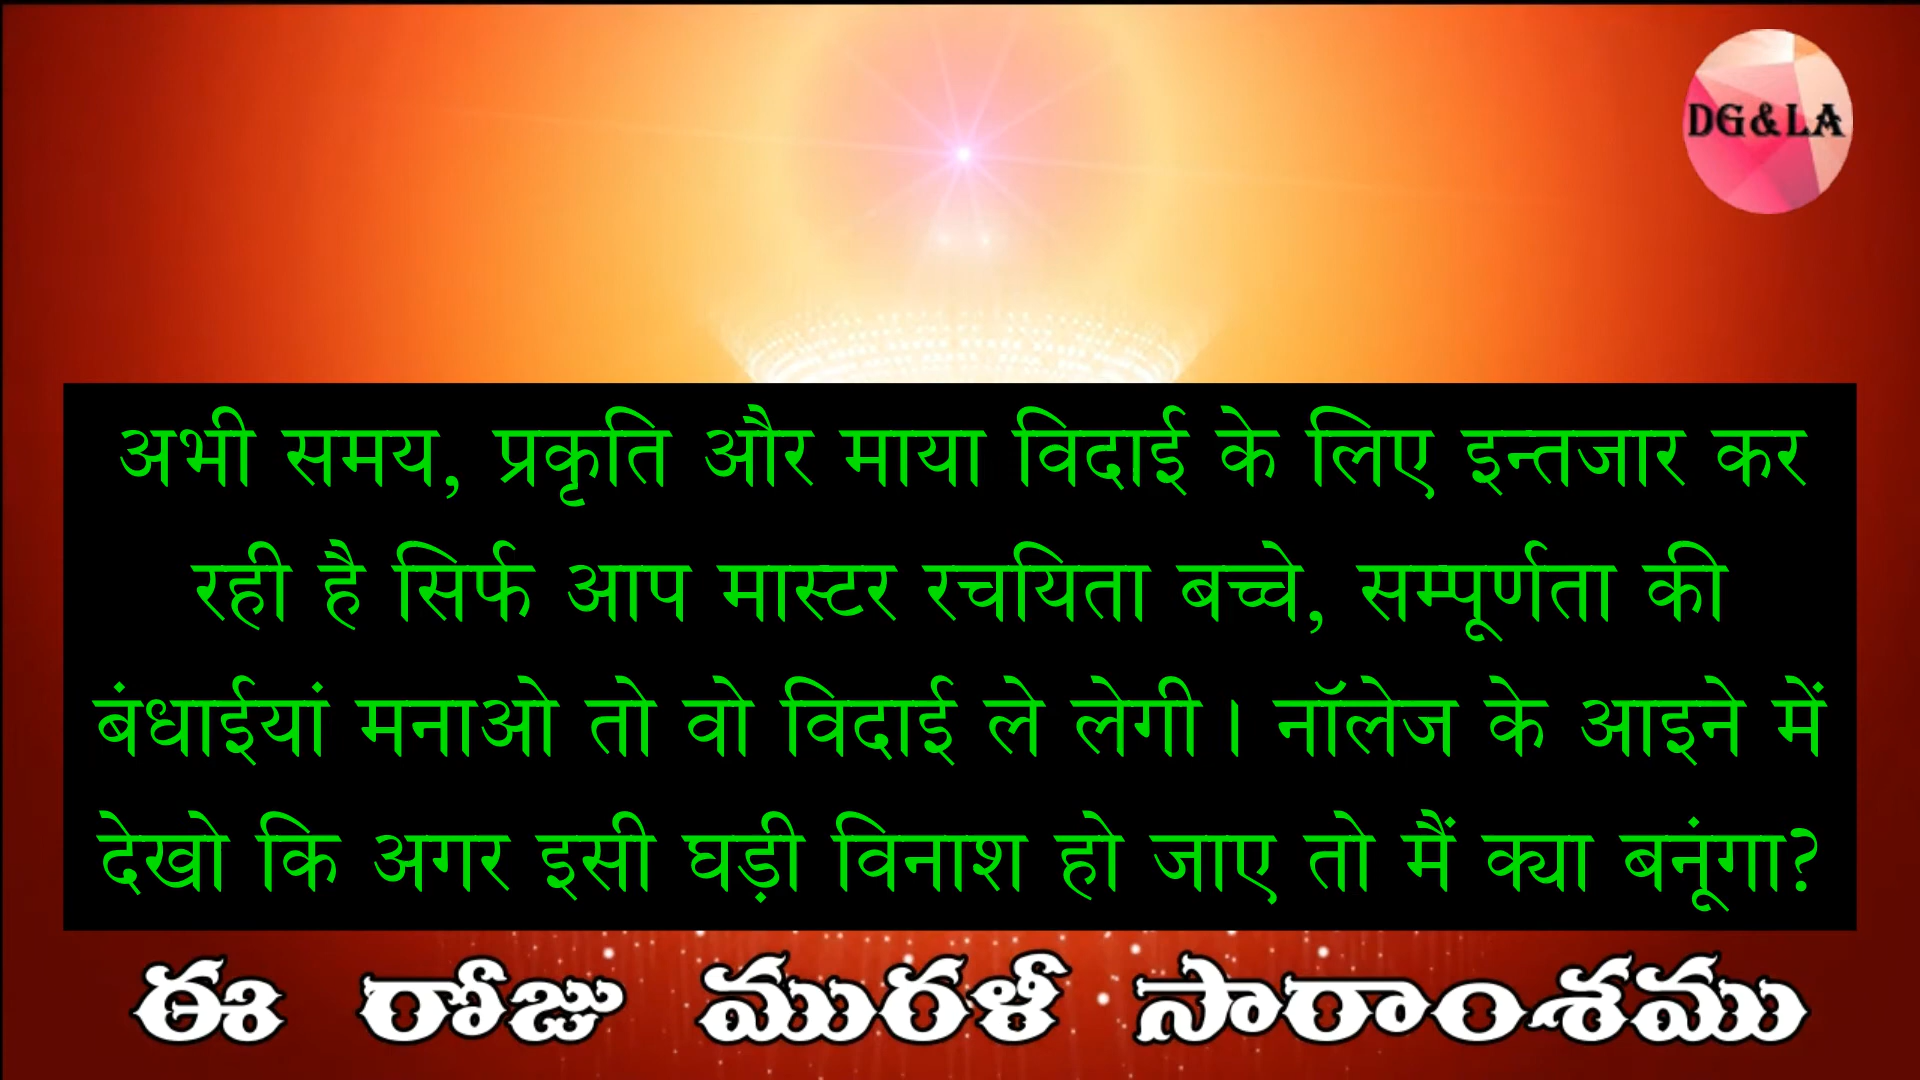 DG&LA
अभी समय, प्रकृति और माया विदाई के लिए इन्तजार कर
रही है सिर्फ आप मास्टर रचयिता बच्चे, सम्पूर्णता की
बंधाईयां मनाओ तो वो विदाई ले लेगी। नॉलेज के आइने में
देखो कि अगर इसी घड़ी विनाश हो जाए तो मैं क्या बनूंगा?
ఈ రోజు మురళీ సారాంశము